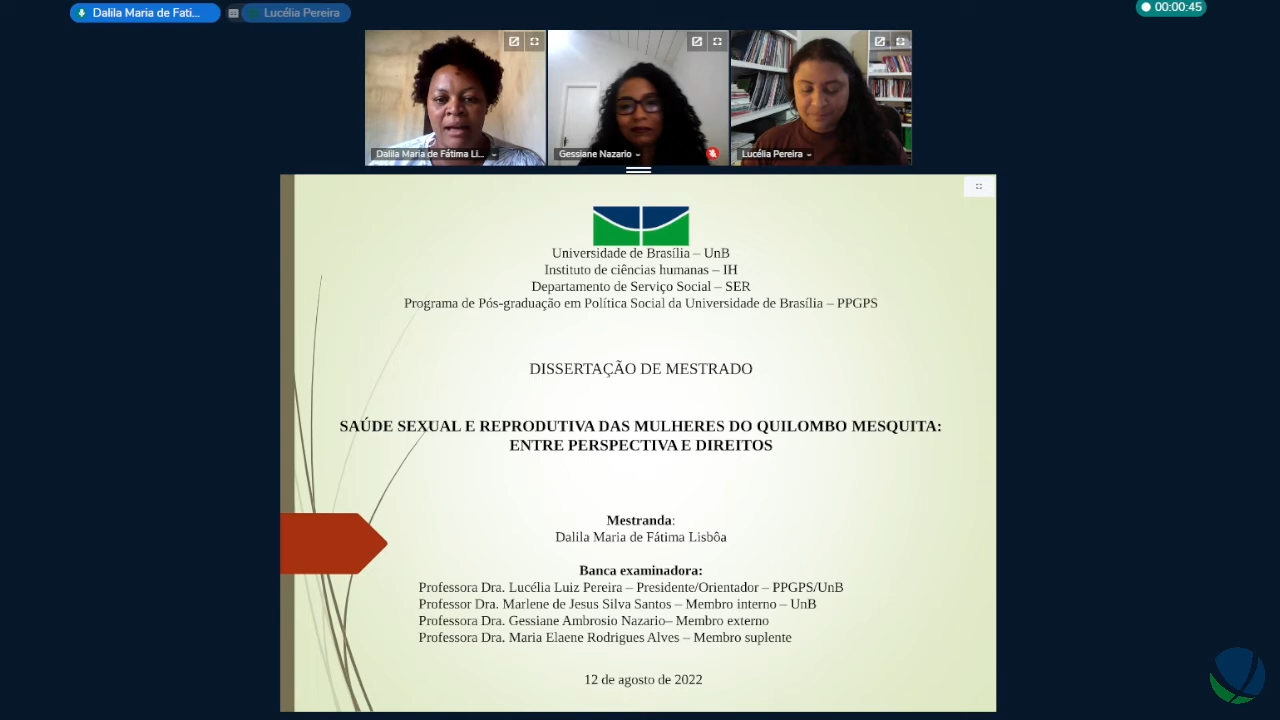 Dalila Maria de Fati...
Lucélia Pereira
00:00:45
Dalila Maria de Fátima Li...
Gessiane Nazario
Lucélia Pereira
Universidade de Brasília – UnB
Instituto de ciências humanas – IH
Departamento de Serviço Social – SER
Programa de Pós-graduação em Política Social da Universidade de Brasília – PPGPS
DISSERTAÇÃO DE MESTRADO
SAÚDE SEXUAL E REPRODUTIVA DAS MULHERES DO QUILOMBO MESQUITA:
ENTRE PERSPECTIVA E DIREITOS
Mestranda:
Dalila Maria de Fátima Lisbôa
Banca examinadora:
Professora Dra. Lucélia Luiz Pereira – Presidente/Orientador – PPGPS/UnB
Professor Dra. Marlene de Jesus Silva Santos – Membro interno – UnB
Professora Dra. Gessiane Ambrosio Nazario– Membro externo
Professora Dra. Maria Elaene Rodrigues Alves – Membro suplente
12 de agosto de 2022